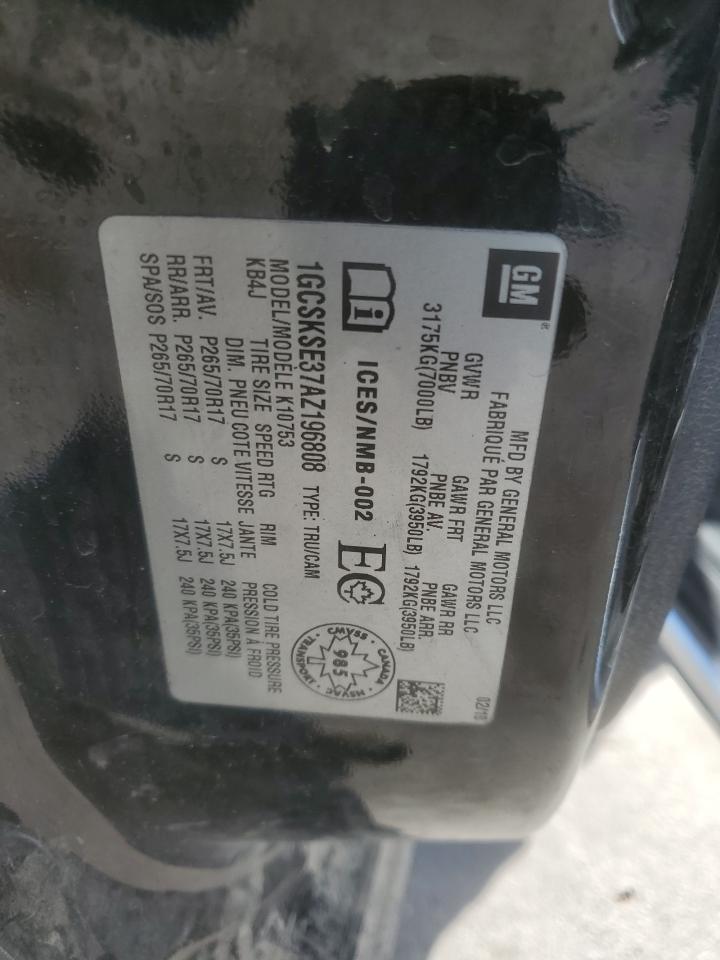 GM ®
MFD BY GENERAL MOTORS LLC
FABRIQUÉ PAR GENERAL MOTORS LLC
02/10
GVWR GAWR FRT GAWR RR
PNBV PNBE AV. PNBE ARR.
3175KG(7000LB) 1792KG(3950LB) 1792KG(3950LB)
i ICES/NMB-002 EC
CANADA CMVSS 985 NSVAC TRANSPORT
1GCSKSE37AZ196808 TYPE: TRU/CAM
MODEL/MODÈLE K10753
KB4J TIRE SIZE SPEED RTG RIM COLD TIRE PRESSURE
DIM. PNEU COTE VITESSE JANTE PRESSION À FROID
FRT/AV. P265/70R17 S 17X7.5J 240 KPA(35PSI)
RR/ARR. P265/70R17 S 17X7.5J 240 KPA(35PSI)
SPA/SOS P265/70R17 S 17X7.5J 240 KPA(35PSI)